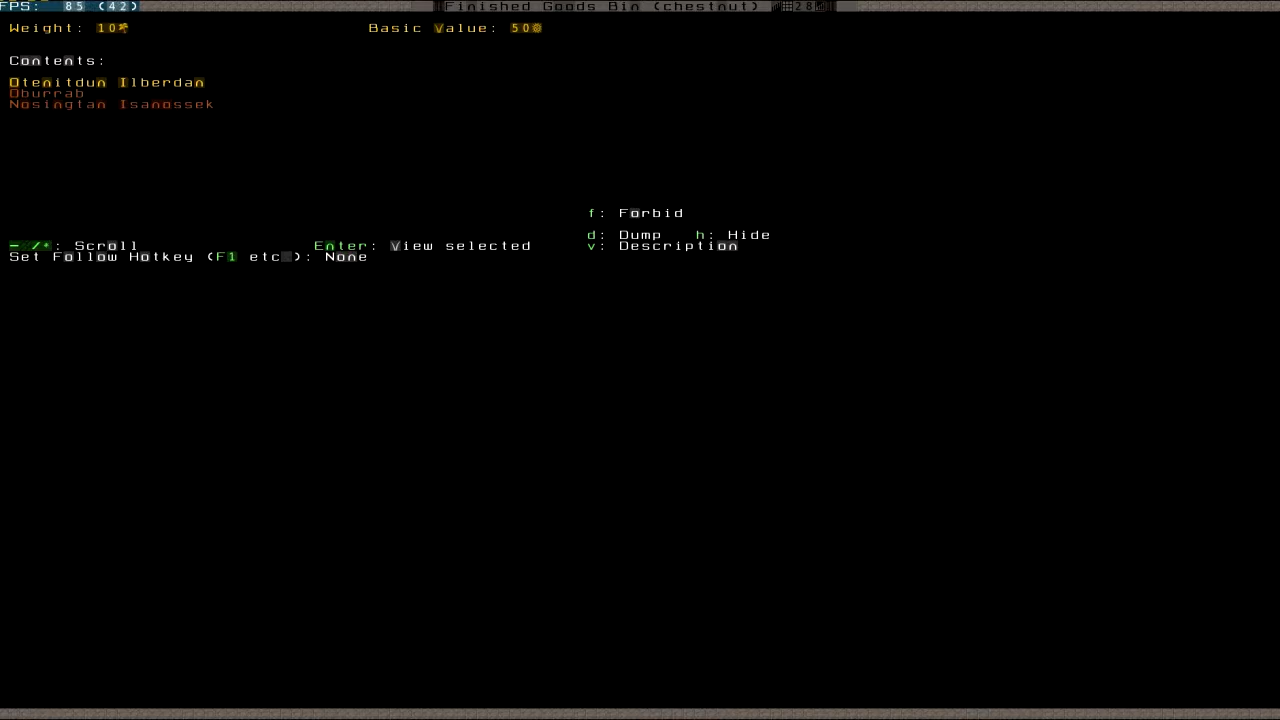 FPS: 85 (42)
Finished Goods Bin (chestnut)
Weight: 10
Basic Value: 50☼
Contents:
Otenitdun Ilberdan
Oburrab
Nosingtan Isanossek
f: Forbid
d: Dump h: Hide
-/*: Scroll Enter: View selected v: Description
Set Follow Hotkey (F1 etc.): None